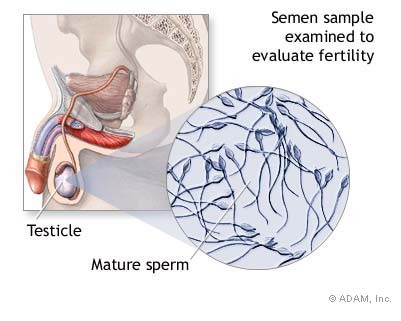 Semen sample
examined to
evaluate fertility
Testicle
Mature sperm
© ADAM, Inc.